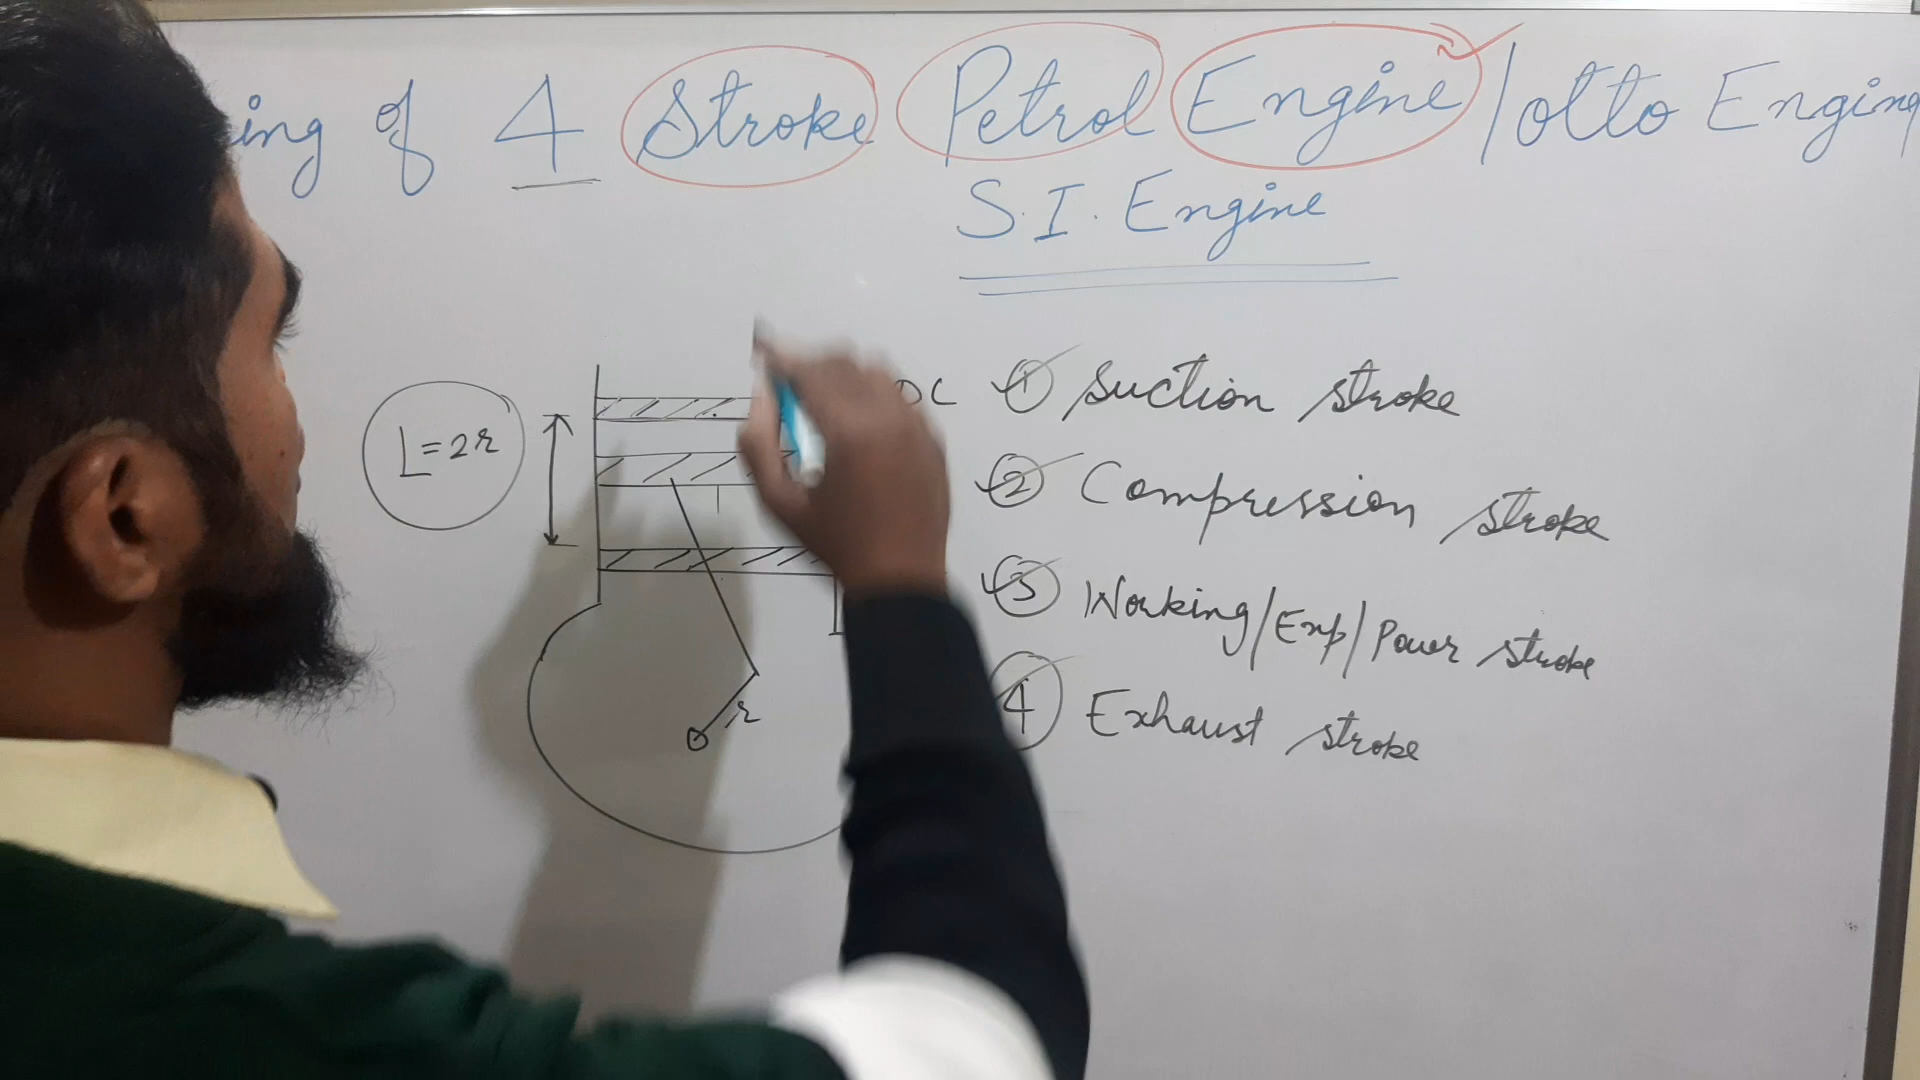 ing of 4 Stroke Petrol Engine / otto Engine
S.I. Engine
L=2r
DC
① Suction stroke
② Compression stroke
③ Working/Exp/Power stroke
④ Exhaust stroke
r